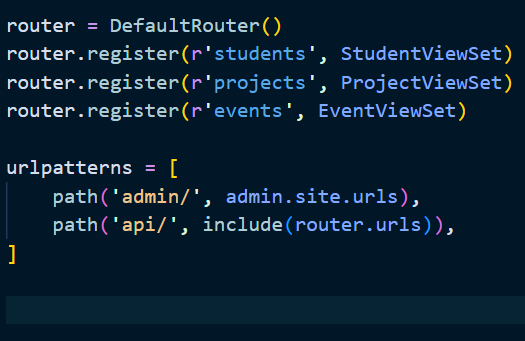 router = DefaultRouter()
router.register(r'students', StudentViewSet)
router.register(r'projects', ProjectViewSet)
router.register(r'events', EventViewSet)
urlpatterns = [
    path('admin/', admin.site.urls),
    path('api/', include(router.urls)),
]